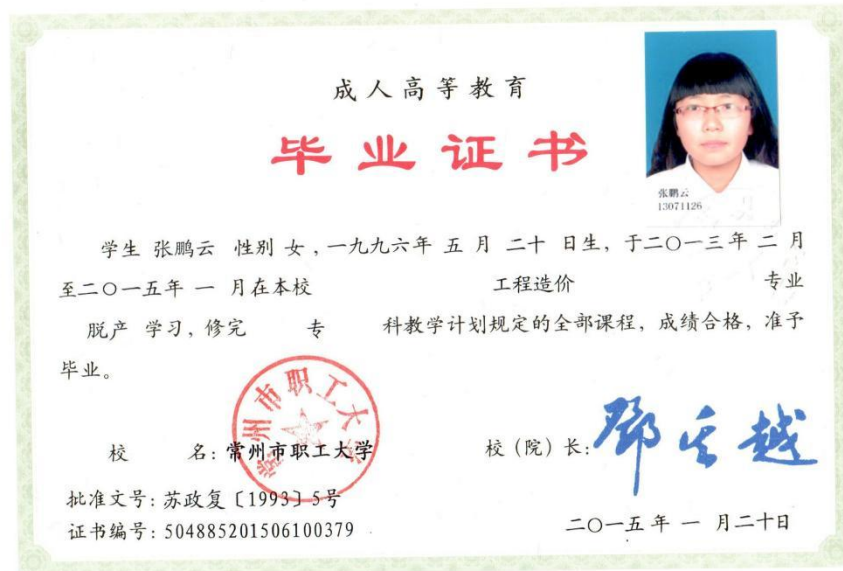 成人高等教育
毕业证书
张鹏云
13071126
学生 张鹏云 性别 女，一九九六年 五 月 二十 日生，于二〇一三年 二 月
至二〇一五年 一 月在本校 工程造价 专业
脱产 学习，修完 专 科教学计划规定的全部课程，成绩合格，准予
毕业。
常州市职工大学
校 名：常州市职工大学 校（院）长：
批准文号：苏政复〔1993〕5号
证书编号：504885201506100379
二〇一五 年 一 月二十日